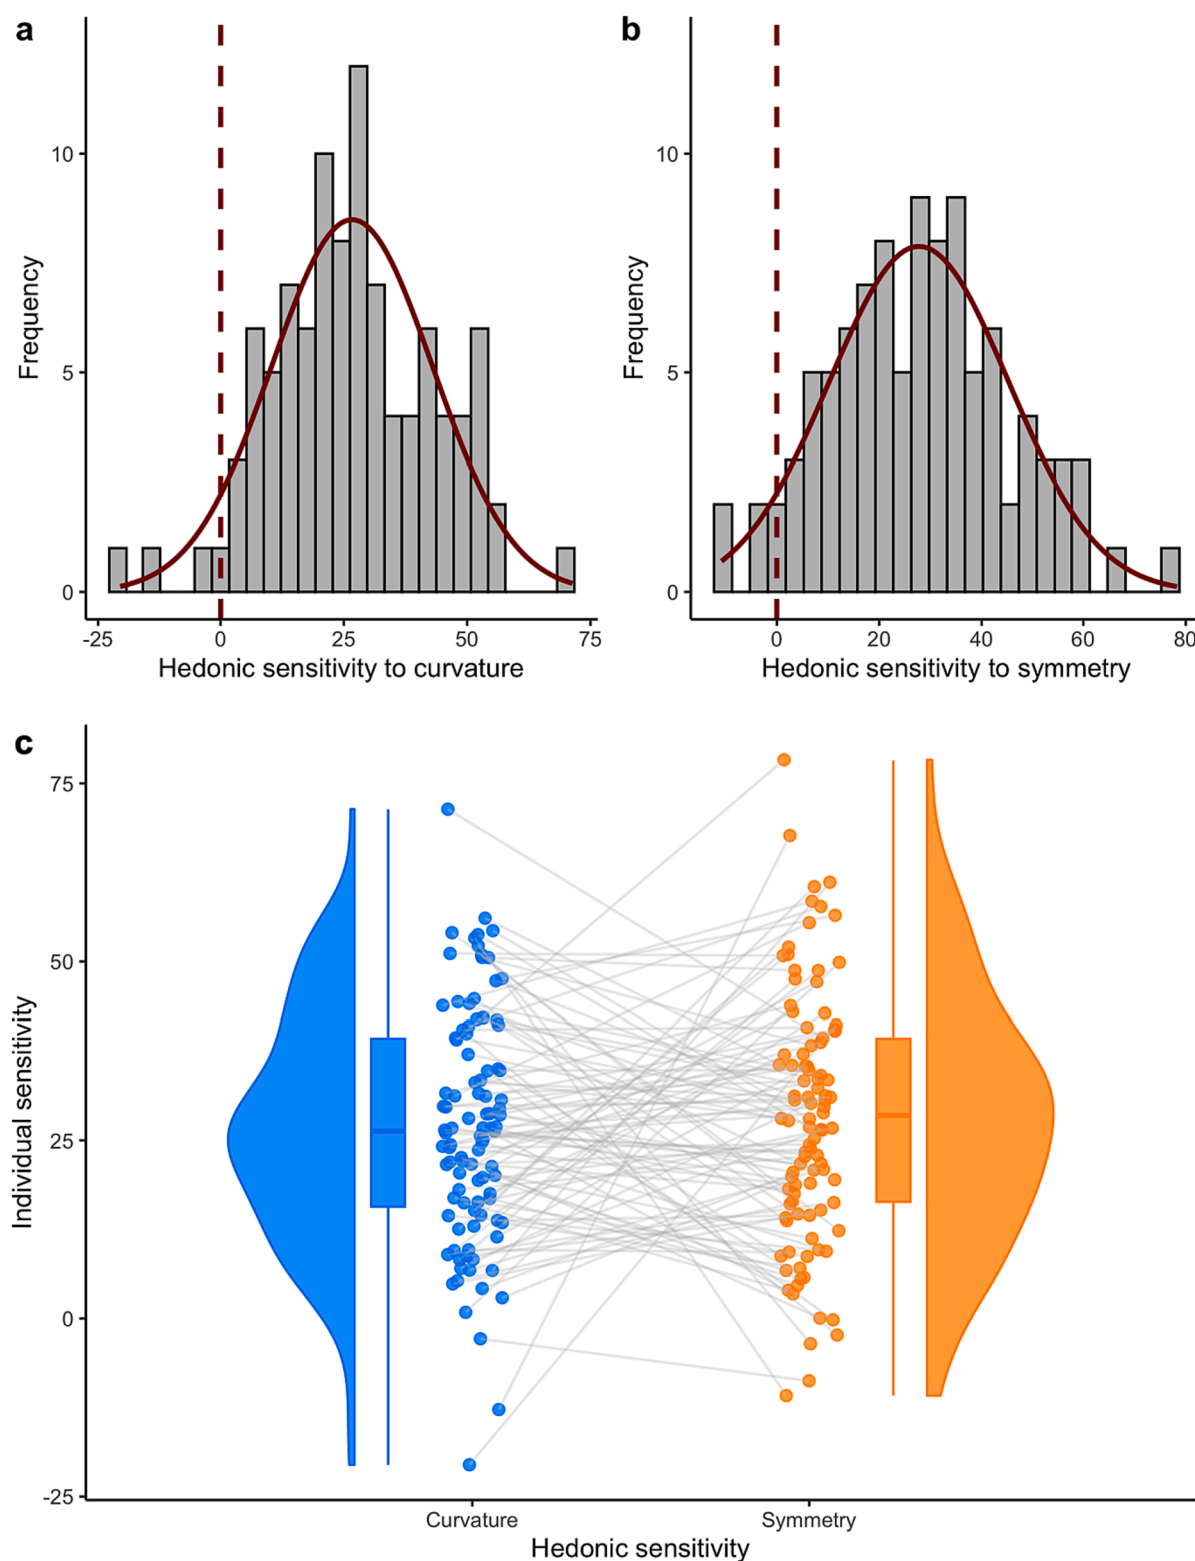 a
b
Frequency
10
5
0
-25 0 25 50 75
Hedonic sensitivity to curvature
Frequency
10
5
0
0 20 40 60 80
Hedonic sensitivity to symmetry
c
Individual sensitivity
75
50
25
0
-25
Curvature Symmetry
Hedonic sensitivity